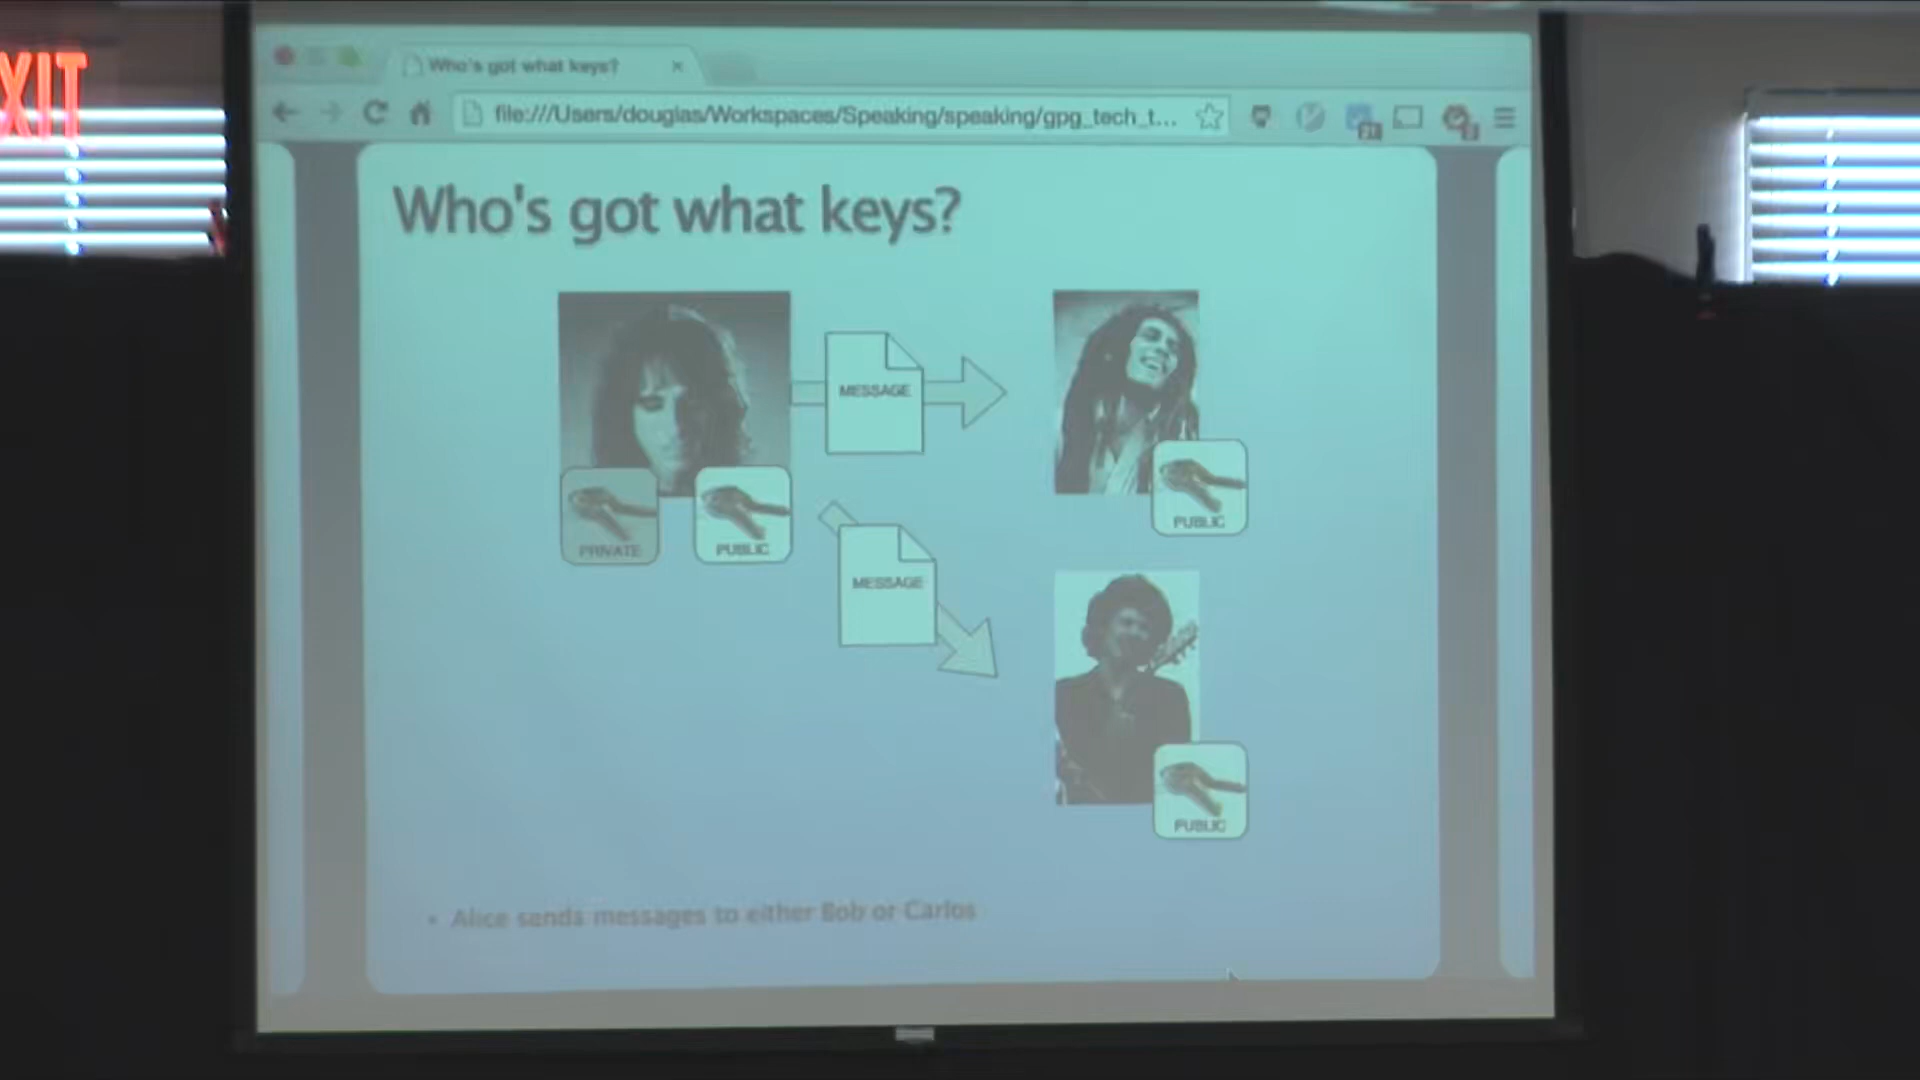 XIT
Who's got what keys?
file:///Users/douglas/Workspaces/Speaking/speaking/gpg_tech_t...
Who's got what keys?
MESSAGE
PRIVATE
PUBLIC
PUBLIC
MESSAGE
PUBLIC
• Alice sends messages to either Bob or Carlos